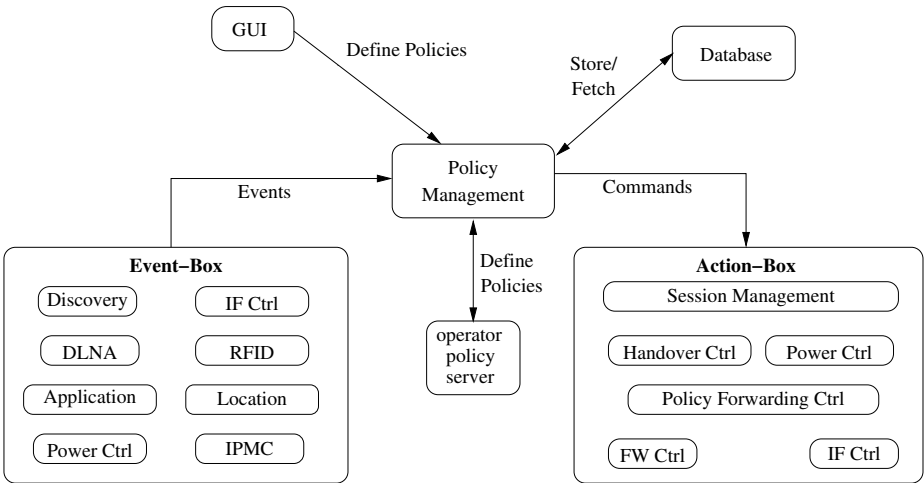 GUI
Define Policies
Store/
Fetch
Database
Policy
Management
Events
Commands
Define
Policies
operator
policy
server
Event−Box
Discovery
IF Ctrl
DLNA
RFID
Application
Location
Power Ctrl
IPMC
Action−Box
Session Management
Handover Ctrl
Power Ctrl
Policy Forwarding Ctrl
FW Ctrl
IF Ctrl